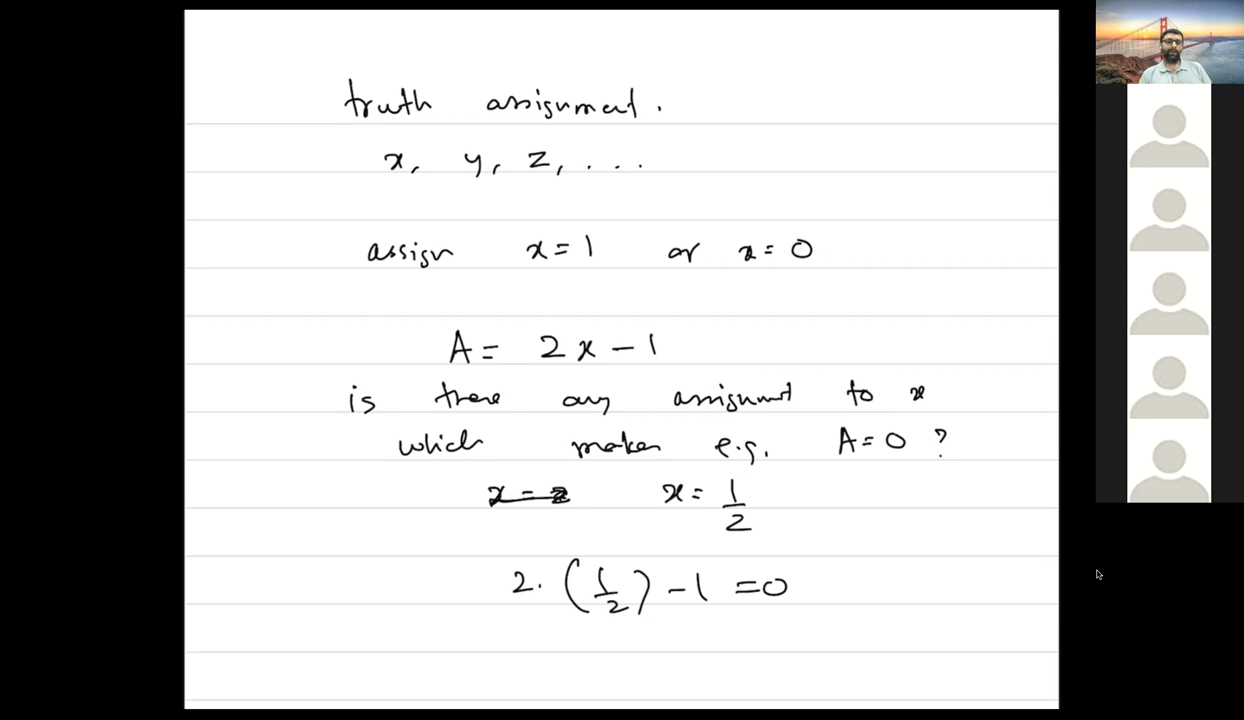 truth assignment.
x, y, z, ....
assign x = 1 or x = 0
A = 2x - 1
is there any assignment to x
which makes e.g. A = 0 ?
x = 2 x = 1/2
2. (1/2) - 1 = 0